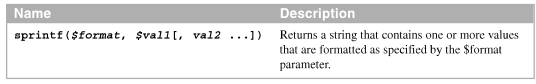 Name Description
sprintf($format, $val1[, val2 ...]) Returns a string that contains one or more values
that are formatted as specified by the $format
parameter.